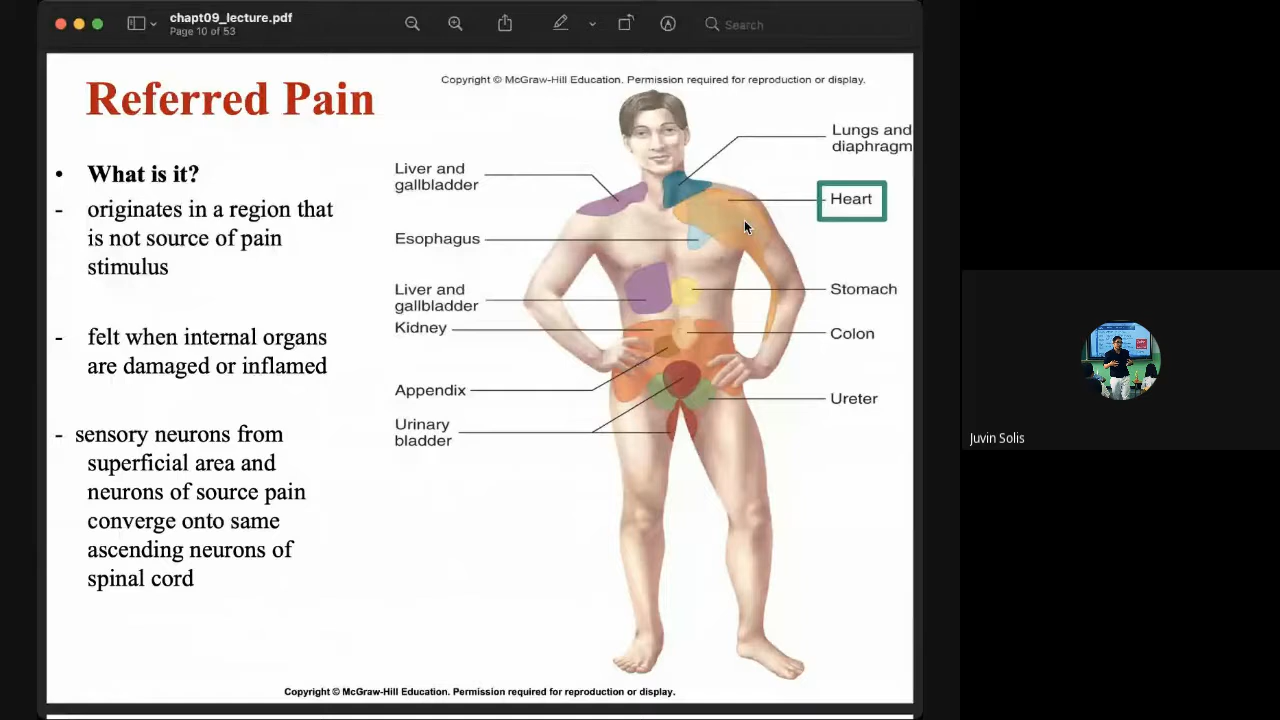 chapt09_lecture.pdf
Page 10 of 53
Search
Copyright © McGraw-Hill Education. Permission required for reproduction or display.
Referred Pain
• What is it?
- originates in a region that
is not source of pain
stimulus
- felt when internal organs
are damaged or inflamed
- sensory neurons from
superficial area and
neurons of source pain
converge onto same
ascending neurons of
spinal cord
Liver and
gallbladder
Esophagus
Liver and
gallbladder
Kidney
Appendix
Urinary
bladder
Lungs and
diaphragm
Heart
Stomach
Colon
Ureter
Copyright © McGraw-Hill Education. Permission required for reproduction or display.
Juvin Solis